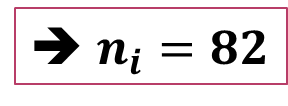 🡺 nᵢ = 82